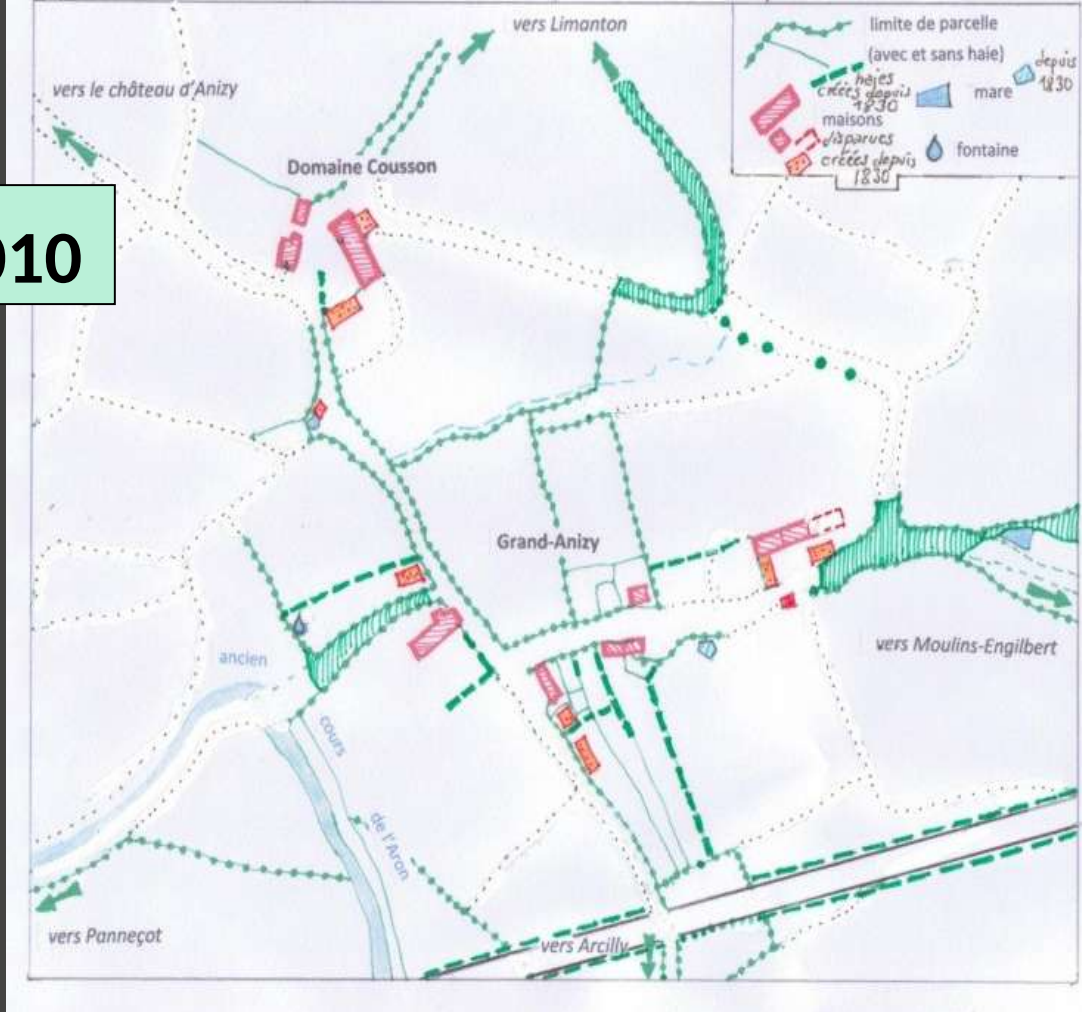 vers Limanton
limite de parcelle
(avec et sans haie)
haies
créées depuis
1830
mare
depuis
1830
maisons
disparues
créées depuis
1830
fontaine
vers le château d'Anizy
Domaine Cousson
010
Grand-Anizy
ancien
cours
de l'Aron
vers Moulins-Engilbert
vers Panneçot
vers Arcilly